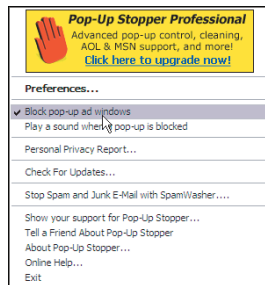 Pop-Up Stopper Professional
Advanced pop-up control, cleaning,
AOL & MSN support, and more!
Click here to upgrade now!
Preferences...
Block pop-up ad windows
Play a sound when a pop-up is blocked
Personal Privacy Report...
Check For Updates...
Stop Spam and Junk E-Mail with SpamWasher....
Show your support for Pop-Up Stopper...
Tell a Friend About Pop-Up Stopper
About Pop-Up Stopper...
Online Help...
Exit